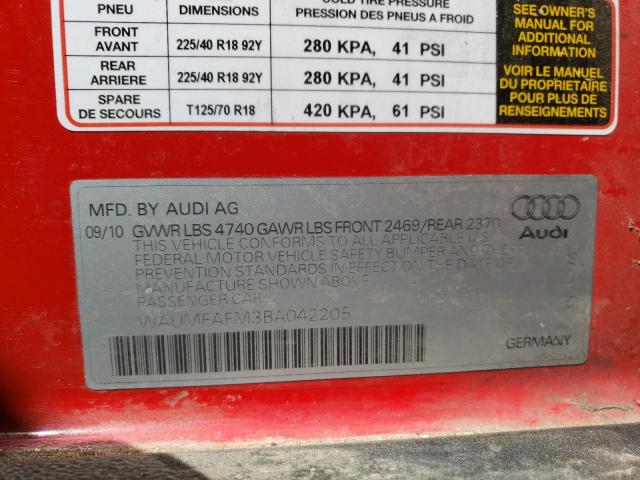 PNEU DIMENSIONS COLD TIRE PRESSURE
PRESSION DES PNEUS A FROID
FRONT
AVANT 225/40 R18 92Y 280 KPA, 41 PSI
REAR
ARRIERE 225/40 R18 92Y 280 KPA, 41 PSI
SPARE
DE SECOURS T125/70 R18 420 KPA, 61 PSI
SEE OWNER'S
MANUAL FOR
ADDITIONAL
INFORMATION
VOIR LE MANUEL
DU PROPRIETAIRE
POUR PLUS DE
RENSEIGNEMENTS
MFD. BY AUDI AG
09/10 GVWR LBS 4740 GAWR LBS FRONT 2469/REAR 2370
THIS VEHICLE CONFORMS TO ALL APPLICABLE U.S.
FEDERAL MOTOR VEHICLE SAFETY BUMPER AND THEFT
PREVENTION STANDARDS IN EFFECT ON THE DATE OF
MANUFACTURE SHOWN ABOVE.
PASSENGER CAR
WAUMFAFM3BA042205
Audi
GERMANY